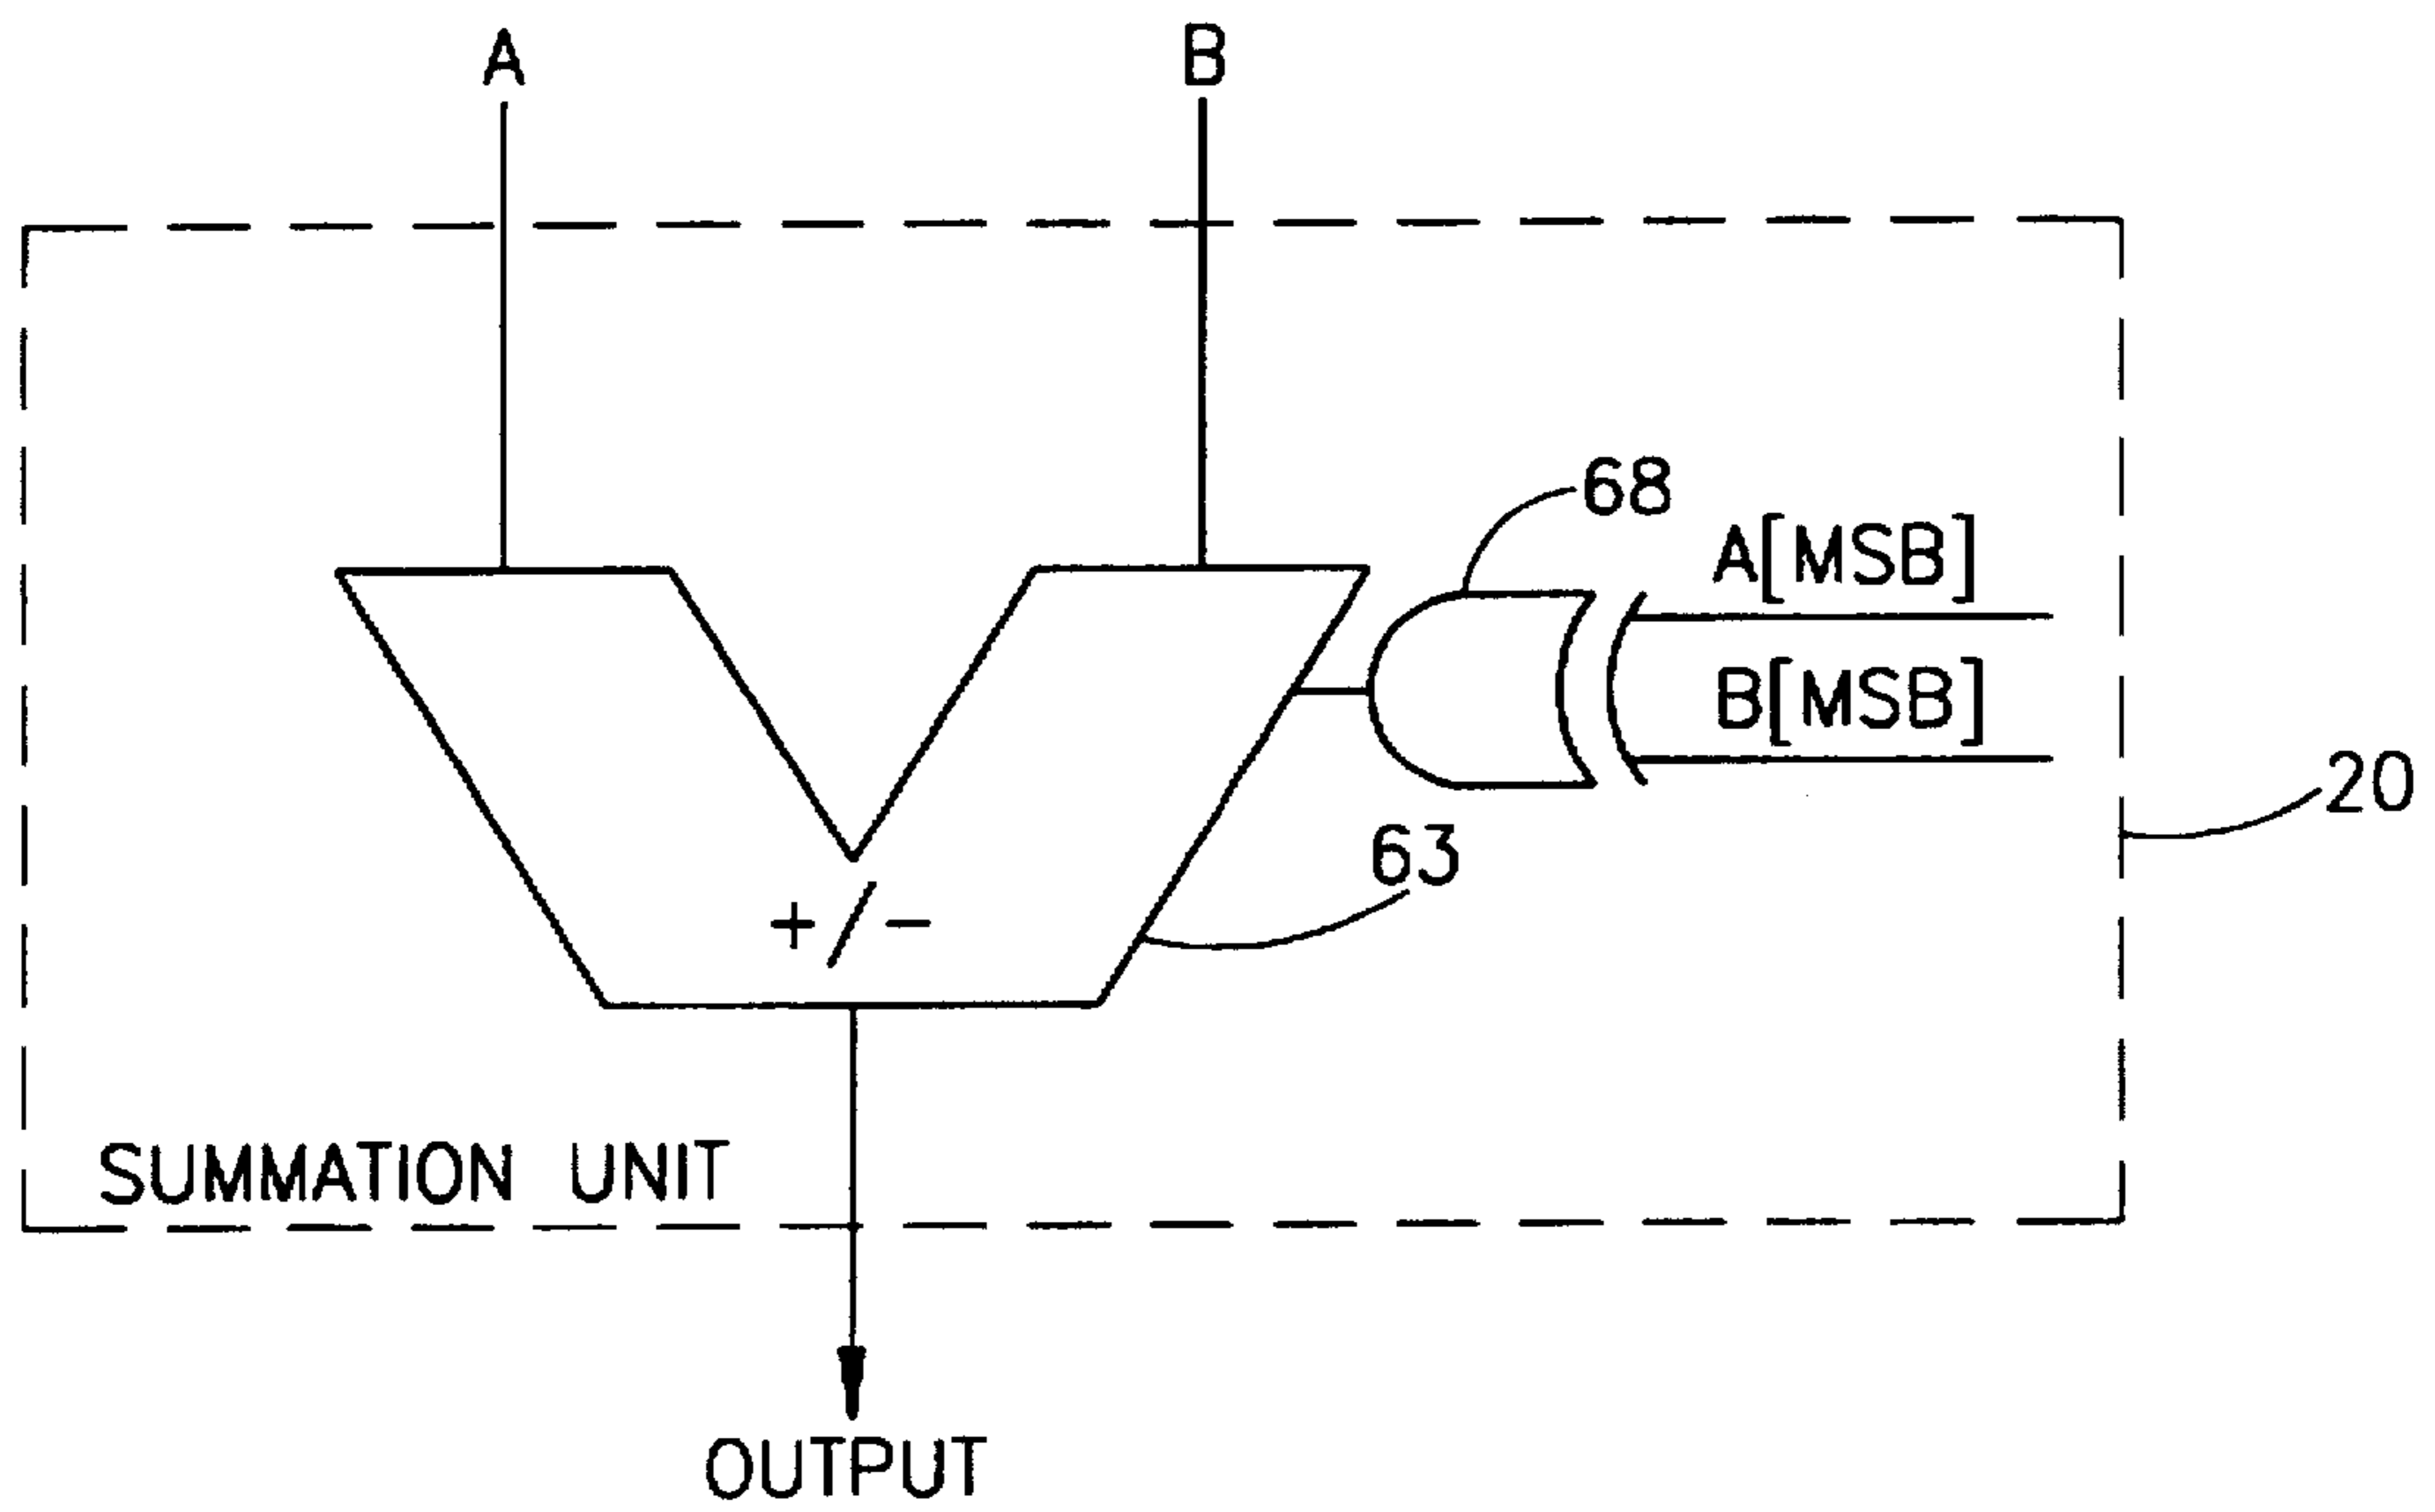 A
B
68
A[MSB]
B[MSB]
20
63
+/-
SUMMATION UNIT
OUTPUT